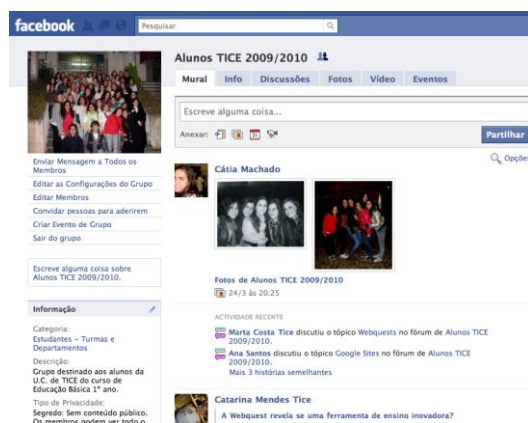 facebook
Pesquisar
Alunos TICE 2009/2010
Mural Info Discussões Fotos Vídeo Eventos
Escreve alguma coisa...
Anexar:
Partilhar
Opções
Enviar Mensagem a Todos os
Membros
Editar as Configurações do Grupo
Editar Membros
Convidar pessoas para aderirem
Criar Evento de Grupo
Sair do grupo
Escreve alguma coisa sobre
Alunos TICE 2009/2010.
Informação
Categoria:
Estudantes - Turmas e
Departamentos
Descrição:
Grupo destinado aos alunos da
U.C. de TICE do curso de
Educação Básica 1º ano.
Tipo de Privacidade:
Segredo: Sem conteúdo público.
Os membros podem ver todo o
Cátia Machado
Fotos de Alunos TICE 2009/2010
24/3 às 20:25
ACTIVIDADE RECENTE
Marta Costa Tice discutiu o tópico Webquests no fórum de Alunos TICE
2009/2010.
Ana Santos discutiu o tópico Google Sites no fórum de Alunos TICE
2009/2010.
Mais 3 histórias semelhantes
Catarina Mendes Tice
A Webquest revela se uma ferramenta de ensino inovadora?